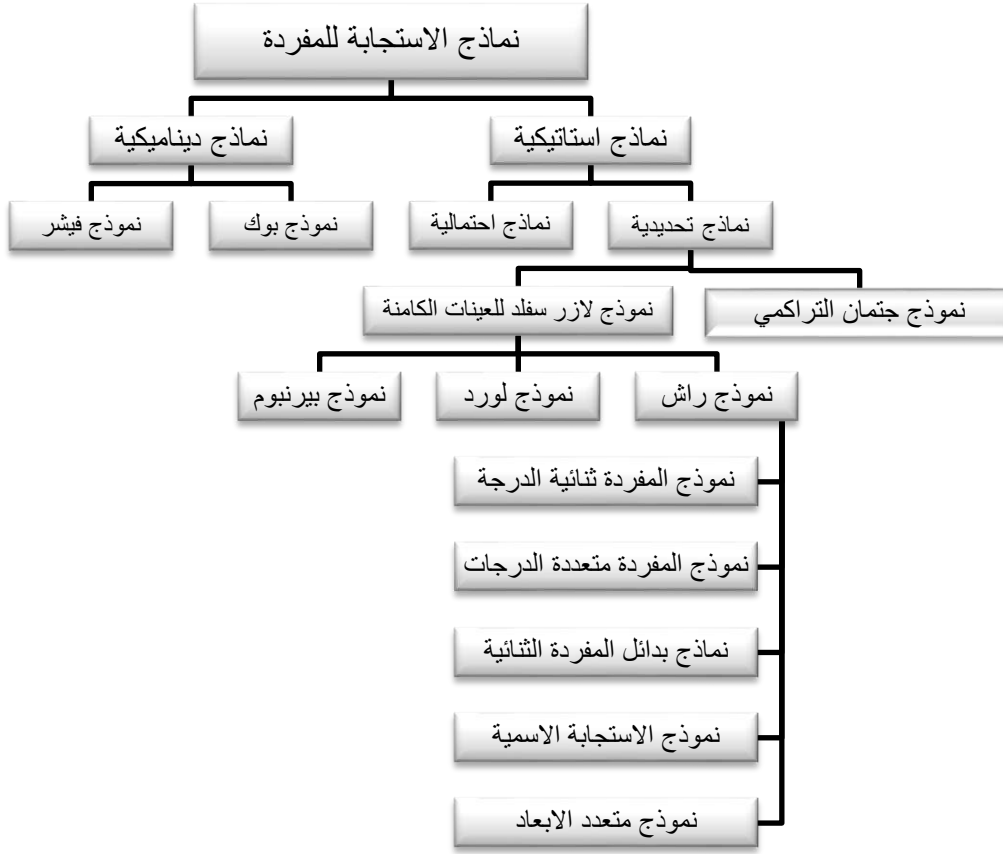 نماذج الاستجابة للمفردة
نماذج استاتيكية
نماذج ديناميكية
نماذج تحديدية
نماذج احتمالية
نموذج بوك
نموذج فيشر
نموذج جتمان التراكمي
نموذج لازر سفلد للعينات الكامنة
نموذج راش
نموذج لورد
نموذج بيرنبوم
نموذج المفردة ثنائية الدرجة
نموذج المفردة متعددة الدرجات
نماذج بدائل المفردة الثنائية
نموذج الاستجابة الاسمية
نموذج متعدد الابعاد